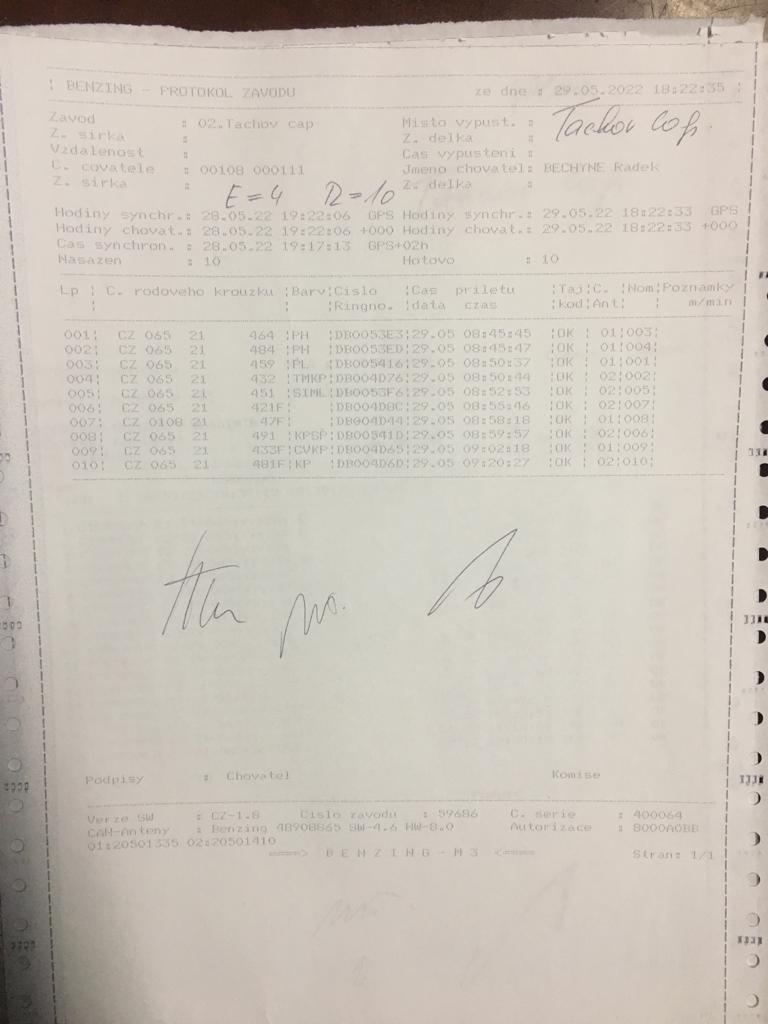 ¦ BENZING - PROTOKOL ZAVODU ze dne : 29.05.2022 18:22:35 ¦
Zavod : 02.Tachov cap Misto vypust. : Tachov cap.
Z. sirka : Z. delka :
Vzdalenost : Cas vypusteni :
C. covatele : 00108 000111 Jmeno chovatel: BECHYNE Radek
Z. sirka : Z. delka :
E=4 R=10
Hodiny synchr.: 28.05.22 19:22:06 GPS Hodiny synchr.: 29.05.22 18:22:33 GPS
Hodiny chovat.: 28.05.22 19:22:06 +000 Hodiny chovat.: 29.05.22 18:22:33 +000
Cas synchron. : 28.05.22 19:17:13 GPS+02h
Nasazen : 10 Hotovo : 10
Lp ¦ C. rodoveho krouzku ¦Barv¦Cislo ¦Cas priletu ¦Taj¦C. ¦Nom¦Poznamky
¦ ¦ ¦Ringno. ¦data czas ¦kod¦Ant¦ ¦ m/min
001¦ CZ 065 21 464 ¦PH ¦DB0053E3¦29.05 08:45:45 ¦OK ¦ 01¦003¦
002¦ CZ 065 21 484 ¦PH ¦DB0053ED¦29.05 08:45:47 ¦OK ¦ 01¦004¦
003¦ CZ 065 21 459 ¦PL ¦DB005416¦29.05 08:50:37 ¦OK ¦ 01¦001¦
004¦ CZ 065 21 432 ¦TMKP¦DB004D76¦29.05 08:50:44 ¦OK ¦ 02¦002¦
005¦ CZ 065 21 451 ¦SIML¦DB0053F6¦29.05 08:52:53 ¦OK ¦ 02¦005¦
006¦ CZ 065 21 421F¦ ¦DB004D8C¦29.05 08:55:46 ¦OK ¦ 02¦007¦
007¦ CZ 0108 21 47F¦ ¦DB004D44¦29.05 08:58:18 ¦OK ¦ 01¦008¦
008¦ CZ 065 21 491 ¦KPSP¦DB00541D¦29.05 08:59:57 ¦OK ¦ 02¦006¦
009¦ CZ 065 21 433F¦CVKP¦DB004D65¦29.05 09:02:18 ¦OK ¦ 01¦009¦
010¦ CZ 065 21 481F¦KP ¦DB004D6D¦29.05 09:20:27 ¦OK ¦ 02¦010¦
Podpisy : Chovatel Komise
Verze SW : CZ-1.8 Cislo zavodu : 59686 C. serie : 400064
CAN-Anteny : Benzing 48908865 SW-4.6 HW-8.0 Autorizace : 8000A0BB
01:20501335 02:20501410
====> B E N Z I N G - M 3 <==== Stran: 1/1